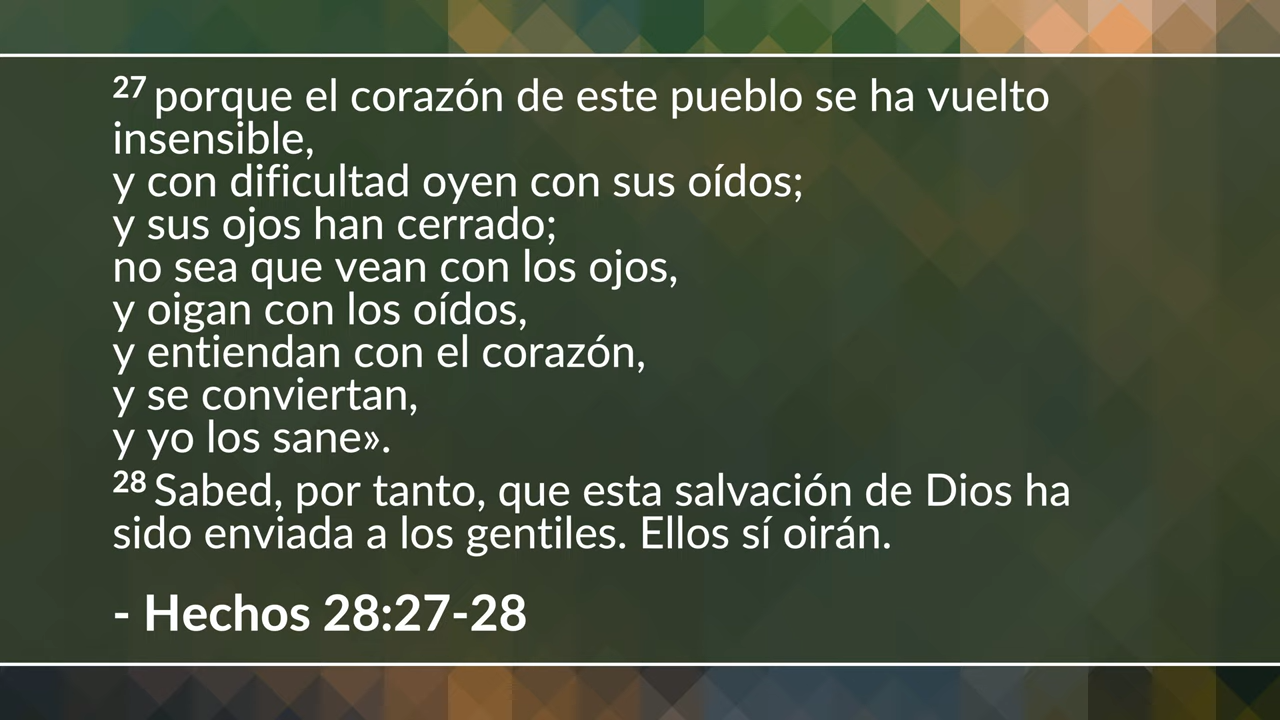 27 porque el corazón de este pueblo se ha vuelto
insensible,
y con dificultad oyen con sus oídos;
y sus ojos han cerrado;
no sea que vean con los ojos,
y oigan con los oídos,
y entiendan con el corazón,
y se conviertan,
y yo los sane».
28 Sabed, por tanto, que esta salvación de Dios ha
sido enviada a los gentiles. Ellos sí oirán.
- Hechos 28:27-28